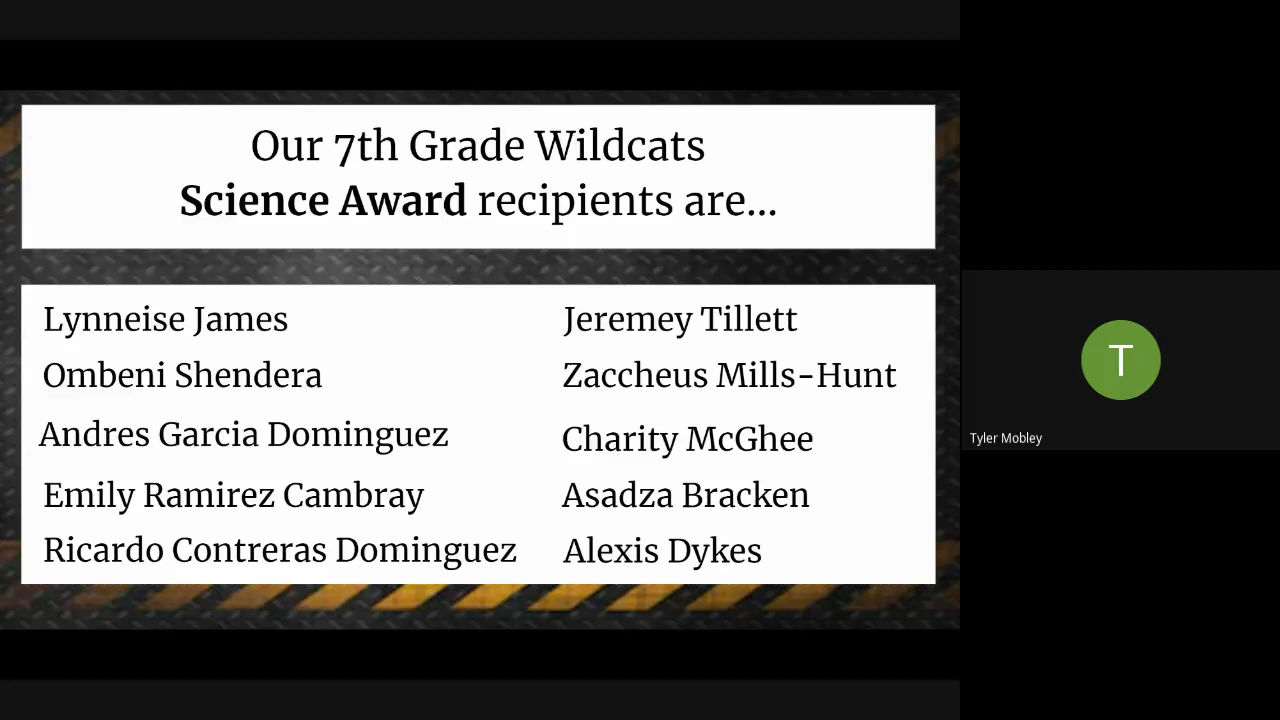 Our 7th Grade Wildcats
Science Award recipients are...
Lynneise James
Ombeni Shendera
Andres Garcia Dominguez
Emily Ramirez Cambray
Ricardo Contreras Dominguez
Jeremey Tillett
Zaccheus Mills-Hunt
Charity McGhee
Asadza Bracken
Alexis Dykes
T
Tyler Mobley